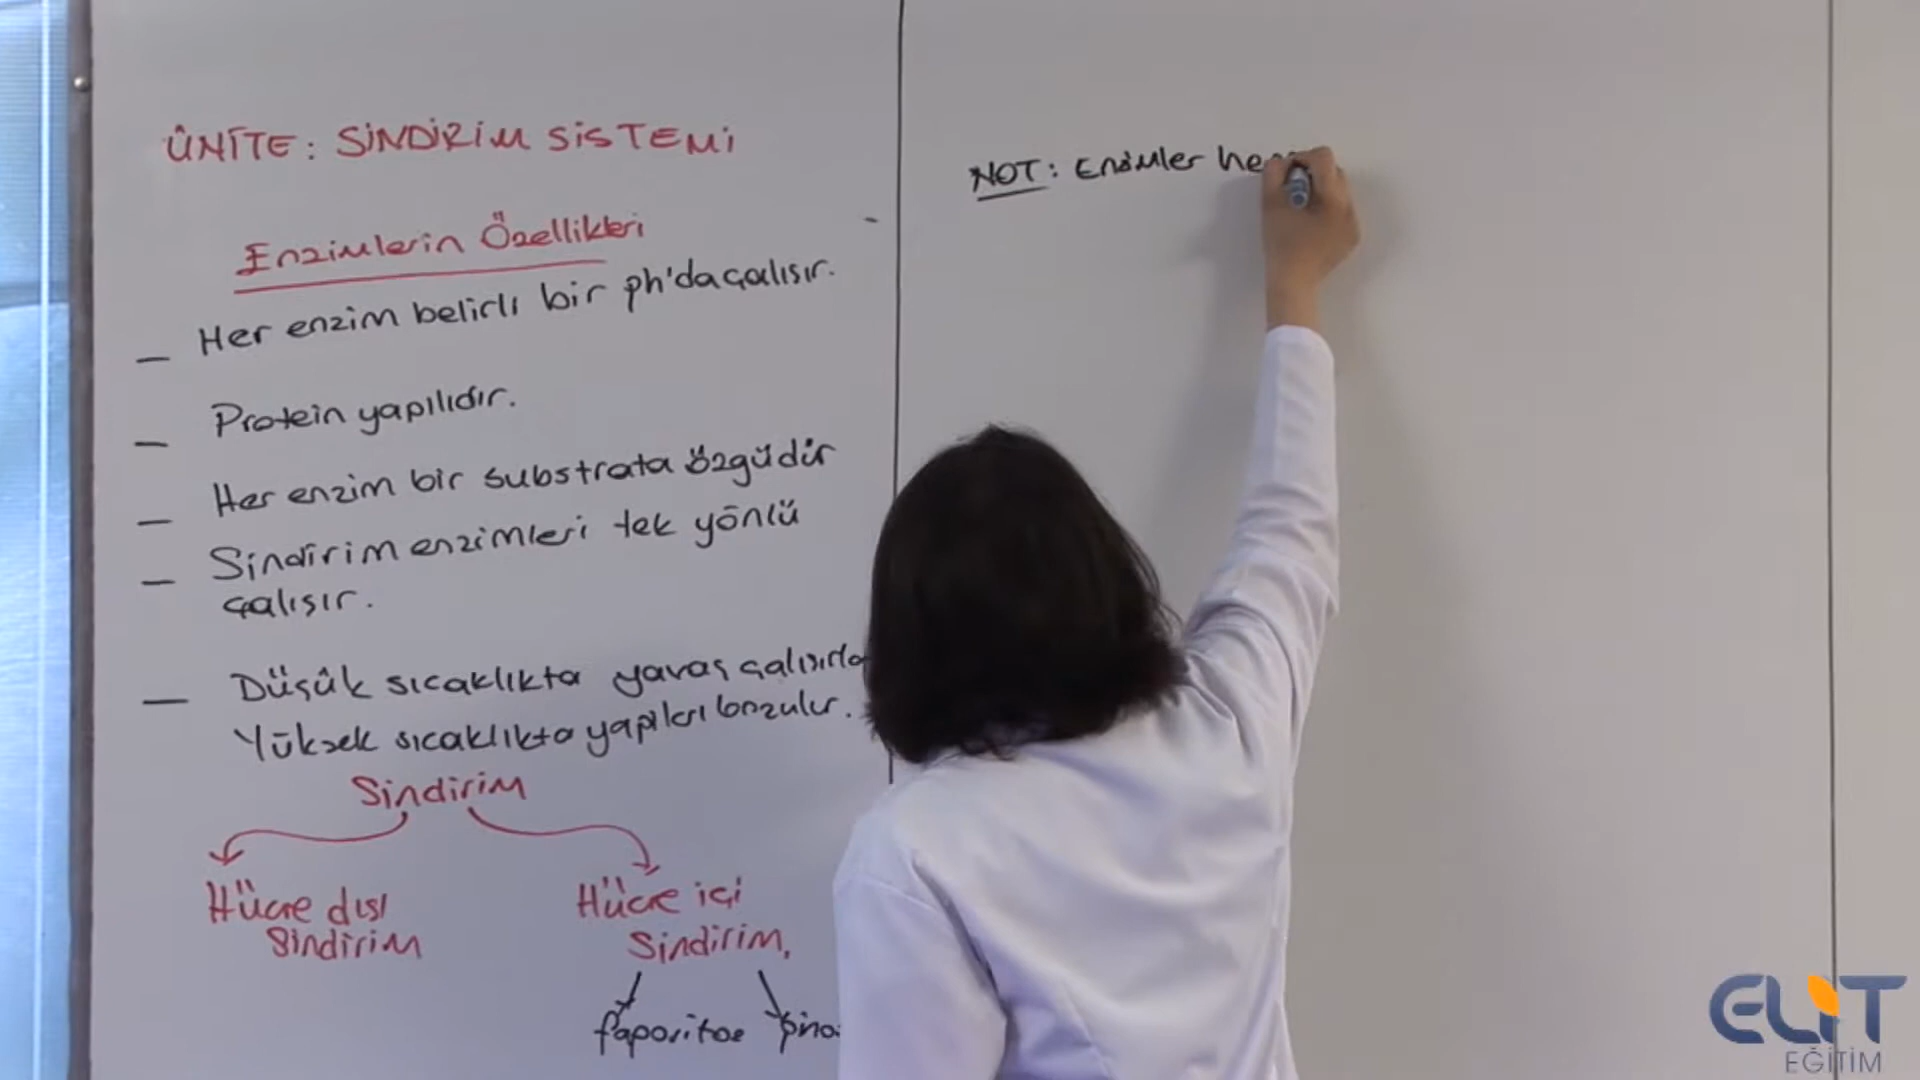 ÜNİTE: SİNDİRİM SİSTEMİ
Enzimlerin Özellikleri
— Her enzim belirli bir ph'da çalışır.
— Protein yapılıdır.
— Her enzim bir substrata özgüdür
— Sindirim enzimleri tek yönlü
çalışır.
— Düşük sıcaklıkta yavaş çalışırla
Yüksek sıcaklıkta yapıları bozulur.
Sindirim
Hücre dışı
Sindirim
Hücre içi
Sindirim,
fagositoz pino
NOT: Enzimler he
ELİT
EĞİTİM